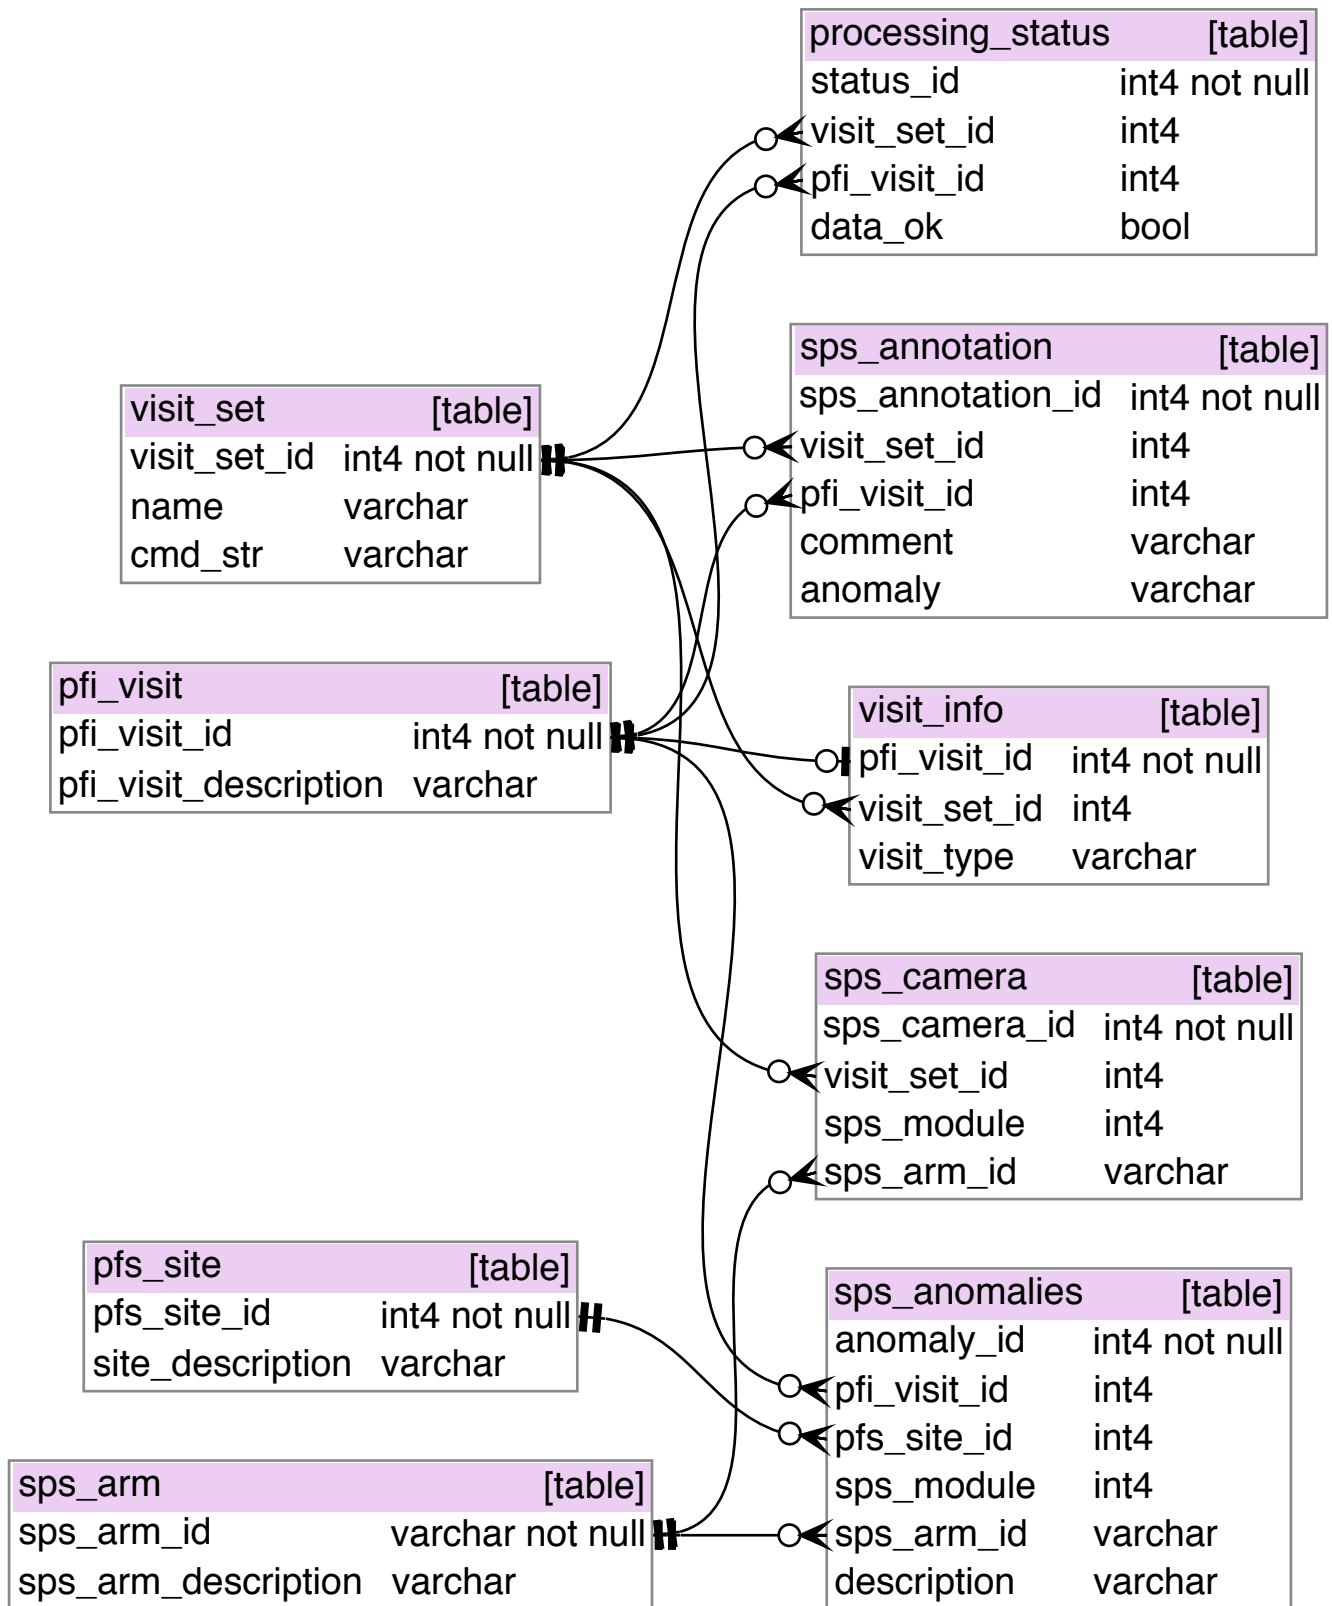 processing_status [table]
status_id int4 not null
visit_set_id int4
pfi_visit_id int4
data_ok bool
sps_annotation [table]
sps_annotation_id int4 not null
visit_set_id int4
pfi_visit_id int4
comment varchar
anomaly varchar
visit_set [table]
visit_set_id int4 not null
name varchar
cmd_str varchar
pfi_visit [table]
pfi_visit_id int4 not null
pfi_visit_description varchar
visit_info [table]
pfi_visit_id int4 not null
visit_set_id int4
visit_type varchar
sps_camera [table]
sps_camera_id int4 not null
visit_set_id int4
sps_module int4
sps_arm_id varchar
pfs_site [table]
pfs_site_id int4 not null
site_description varchar
sps_anomalies [table]
anomaly_id int4 not null
pfi_visit_id int4
pfs_site_id int4
sps_module int4
sps_arm_id varchar
description varchar
sps_arm [table]
sps_arm_id varchar not null
sps_arm_description varchar